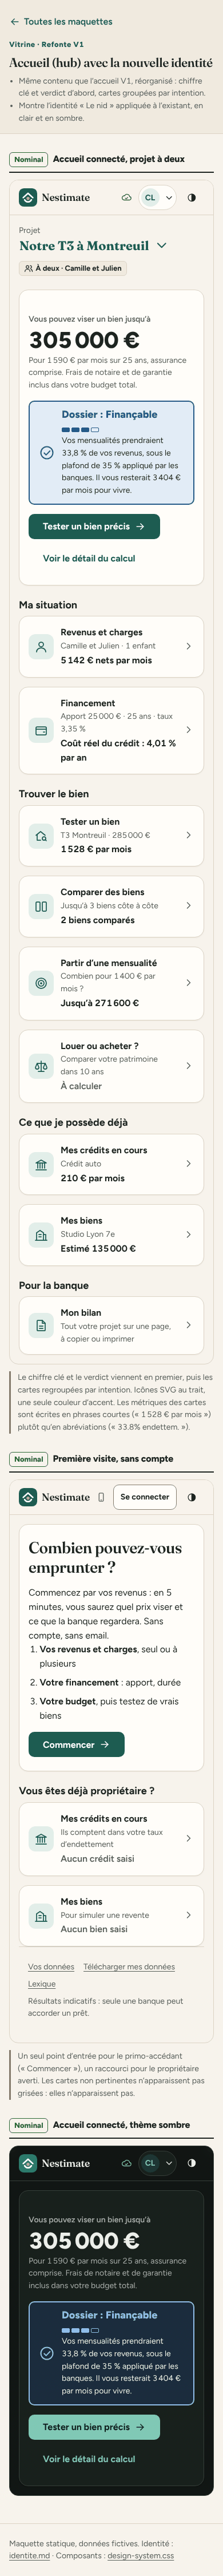 ← Toutes les maquettes
Vitrine · Refonte V1
Accueil (hub) avec la nouvelle identité
• Même contenu que l'accueil V1, réorganisé : chiffre clé et verdict d'abord, cartes groupées par intention.
• Montre l'identité « Le nid » appliquée à l'existant, en clair et en sombre.
Nominal Accueil connecté, projet à deux
Nestimate CL
Projet
Notre T3 à Montreuil
À deux · Camille et Julien
Vous pouvez viser un bien jusqu'à
305 000 €
Pour 1 590 € par mois sur 25 ans, assurance comprise. Frais de notaire et de garantie inclus dans votre budget total.
Dossier : Finançable
Vos mensualités prendraient 33,8 % de vos revenus, sous le plafond de 35 % appliqué par les banques. Il vous resterait 3 404 € par mois pour vivre.
Tester un bien précis →
Voir le détail du calcul
Ma situation
Revenus et charges
Camille et Julien · 1 enfant
5 142 € nets par mois
Financement
Apport 25 000 € · 25 ans · taux 3,35 %
Coût réel du crédit : 4,01 % par an
Trouver le bien
Tester un bien
T3 Montreuil · 285 000 €
1 528 € par mois
Comparer des biens
Jusqu'à 3 biens côte à côte
2 biens comparés
Partir d'une mensualité
Combien pour 1 400 € par mois ?
Jusqu'à 271 600 €
Louer ou acheter ?
Comparer votre patrimoine dans 10 ans
À calculer
Ce que je possède déjà
Mes crédits en cours
Crédit auto
210 € par mois
Mes biens
Studio Lyon 7e
Estimé 135 000 €
Pour la banque
Mon bilan
Tout votre projet sur une page, à copier ou imprimer
Le chiffre clé et le verdict viennent en premier, puis les cartes regroupées par intention. Icônes SVG au trait, une seule couleur d'accent. Les métriques des cartes sont écrites en phrases courtes (« 1 528 € par mois ») plutôt qu'en abréviations (« 33.8% endettem. »).
Nominal Première visite, sans compte
Nestimate Se connecter
Combien pouvez-vous emprunter ?
Commencez par vos revenus : en 5 minutes, vous saurez quel prix viser et ce que la banque regardera. Sans compte, sans email.
1. Vos revenus et charges, seul ou à plusieurs
2. Votre financement : apport, durée
3. Votre budget, puis testez de vrais biens
Commencer →
Vous êtes déjà propriétaire ?
Mes crédits en cours
Ils comptent dans votre taux d'endettement
Aucun crédit saisi
Mes biens
Pour simuler une revente
Aucun bien saisi
Vos données Télécharger mes données
Lexique
Résultats indicatifs : seule une banque peut accorder un prêt.
Un seul point d'entrée pour le primo-accédant (« Commencer »), un raccourci pour le propriétaire averti. Les cartes non pertinentes n'apparaissent pas grisées : elles n'apparaissent pas.
Nominal Accueil connecté, thème sombre
Nestimate CL
Vous pouvez viser un bien jusqu'à
305 000 €
Pour 1 590 € par mois sur 25 ans, assurance comprise. Frais de notaire et de garantie inclus dans votre budget total.
Dossier : Finançable
Vos mensualités prendraient 33,8 % de vos revenus, sous le plafond de 35 % appliqué par les banques. Il vous resterait 3 404 € par mois pour vivre.
Tester un bien précis →
Voir le détail du calcul
Maquette statique, données fictives. Identité : identite.md · Composants : design-system.css